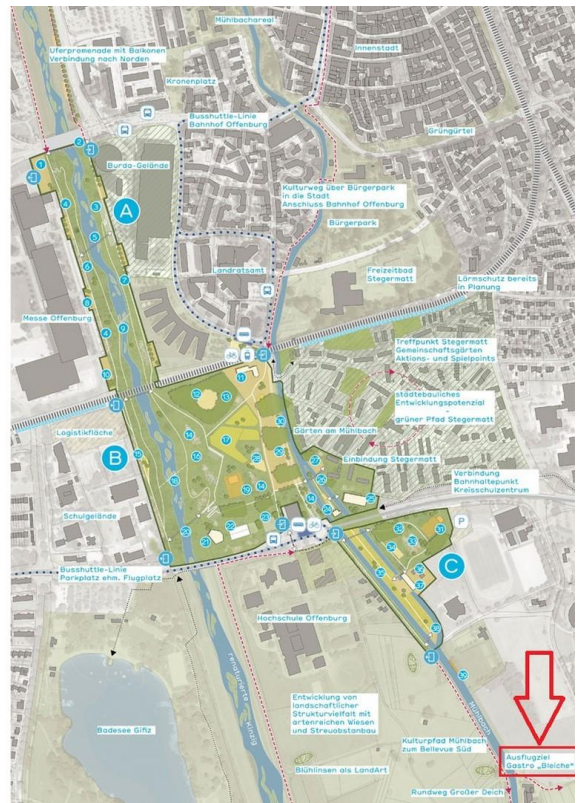 Mühlbachareal
Uferpromenade mit Balkonen
Verbindung nach Norden
Innenstadt
Kronenplatz
Busshuttle-Linie
Bahnhof Offenburg
Grüngürtel
Burda-Gelände
A
Kulturweg über Bürgerpark
in die Stadt
Anschluss Bahnhof Offenburg
Bürgerpark
Landratsamt
Freizeitbad
Stegermatt
Lärmschutz bereits
in Planung
Messe Offenburg
Treffpunkt Stegermatt
Gemeinschaftsgärten
Aktions- und Spielpoints
städtebauliches
Entwicklungspotenzial
grüner Pfad Stegermatt
Logistikfläche
B
Gärten am Mühlbach
Einbindung Stegermatt
Verbindung
Bahnhaltepunkt
Kreisschulzentrum
Schulgelände
P
C
Busshuttle-Linie
Parkplatz ehm. Flugplatz
Hochschule Offenburg
renaturierte
Kinzig
Entwicklung von
landschaftlicher
Strukturvielfalt mit
artenreichen Wiesen
und Streuobstanbau
Badesee Gifiz
Mühlbach
Kulturpfad Mühlbach
zum Bellevue Süd
Ausflugziel
Gastro „Bleiche"
Blühlinsen als LandArt
Rundweg Großer Deich